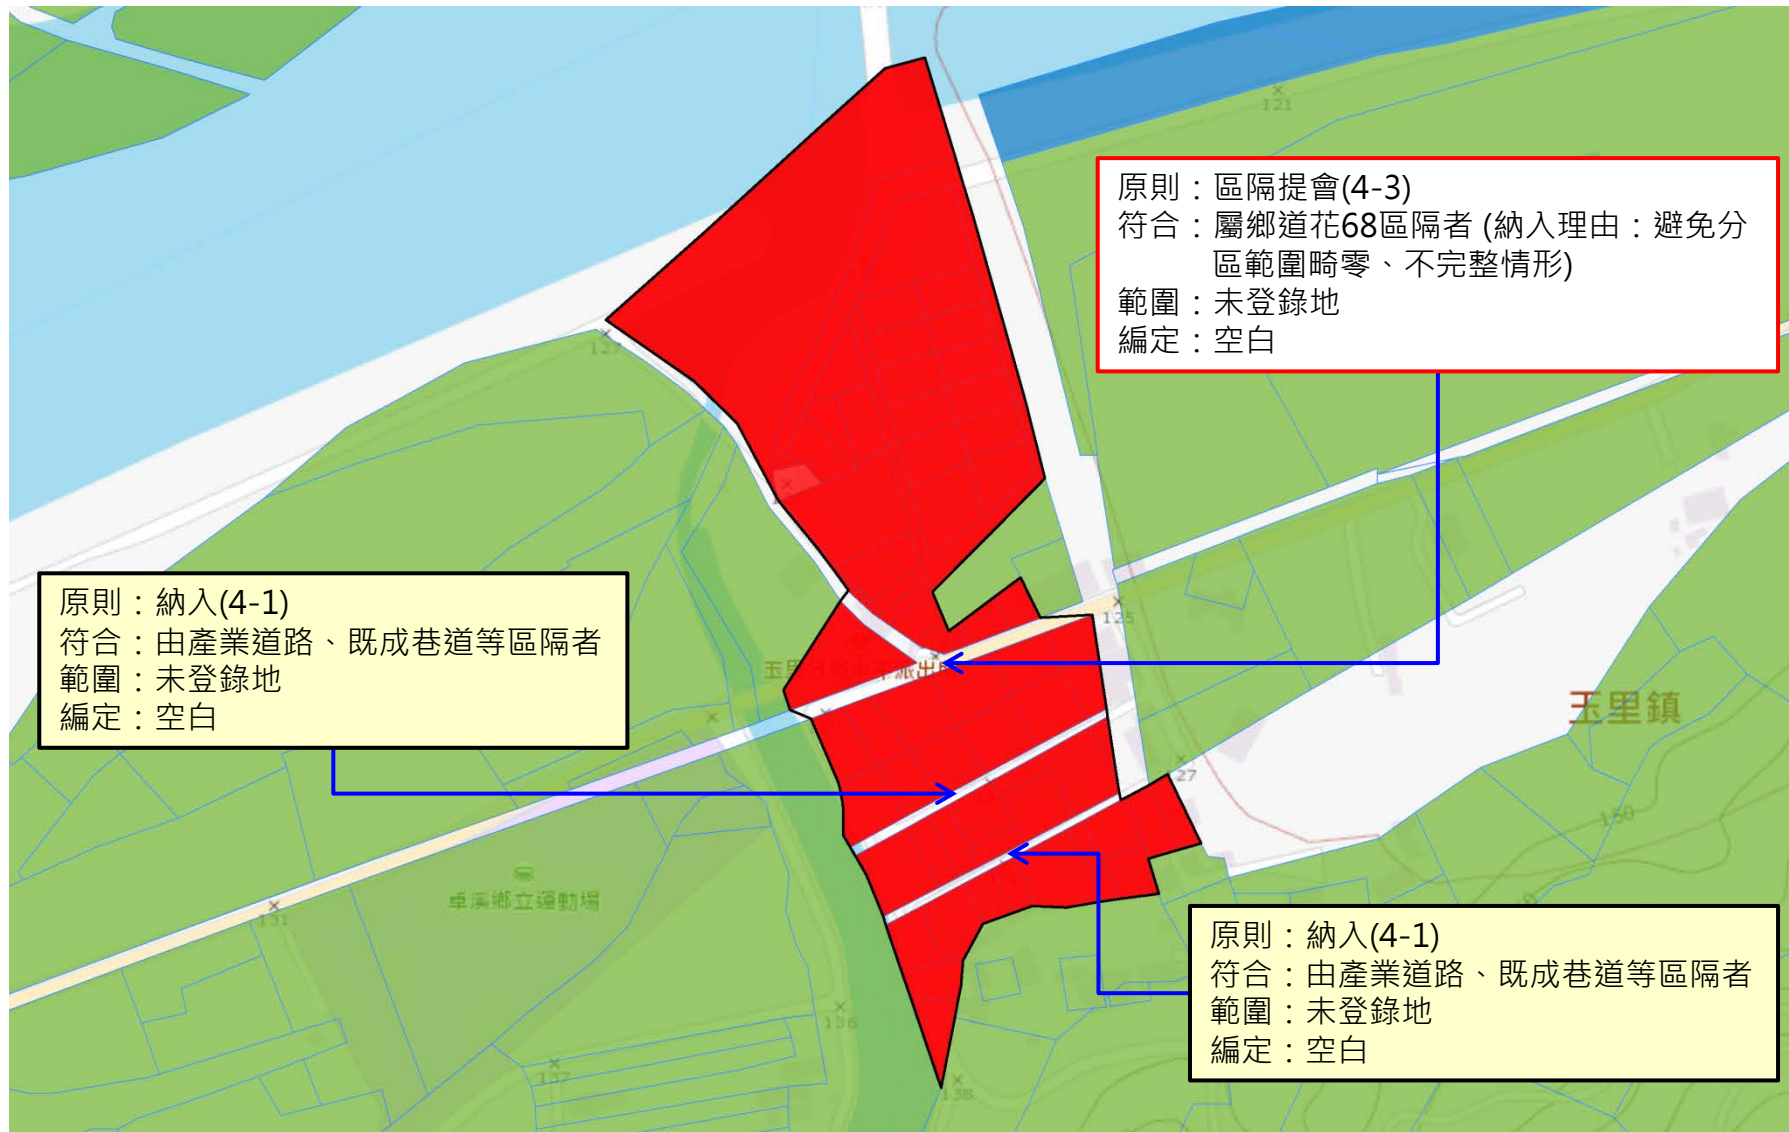 121
原則：區隔提會(4-3)
符合：屬鄉道花68區隔者 (納入理由：避免分
區範圍畸零、不完整情形)
範圍：未登錄地
編定：空白
127
原則：納入(4-1)
符合：由產業道路、既成巷道等區隔者
範圍：未登錄地
編定：空白
125
玉里鎮
27
150
卓溪鄉立運動場
131
原則：納入(4-1)
符合：由產業道路、既成巷道等區隔者
範圍：未登錄地
編定：空白
136
137
138